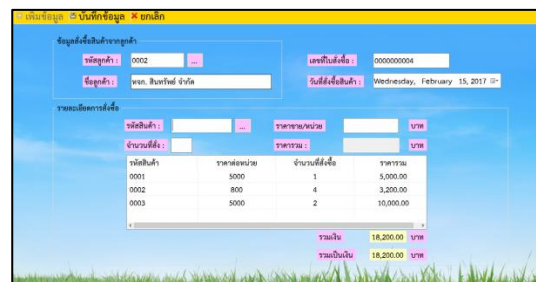 เพิ่มข้อมูล บันทึกข้อมูล ยกเลิก
ข้อมูลสั่งซื้อสินค้าจากลูกค้า
รหัสลูกค้า : 0002 ... เลขที่ใบสั่งซื้อ : 0000000004
ชื่อลูกค้า : หจก. สินทรัพย์ จำกัด วันที่สั่งซื้อสินค้า : Wednesday, February 15, 2017
รายละเอียดการสั่งซื้อ
รหัสสินค้า : ... ราคาขาย/หน่วย บาท
จำนวนที่สั่ง : ราคารวม : บาท
รหัสสินค้า ราคาต่อหน่วย จำนวนที่สั่งซื้อ ราคารวม
0001 5000 1 5,000.00
0002 800 4 3,200.00
0003 5000 2 10,000.00
รวมเงิน 18,200.00 บาท
รวมเป็นเงิน 18,200.00 บาท